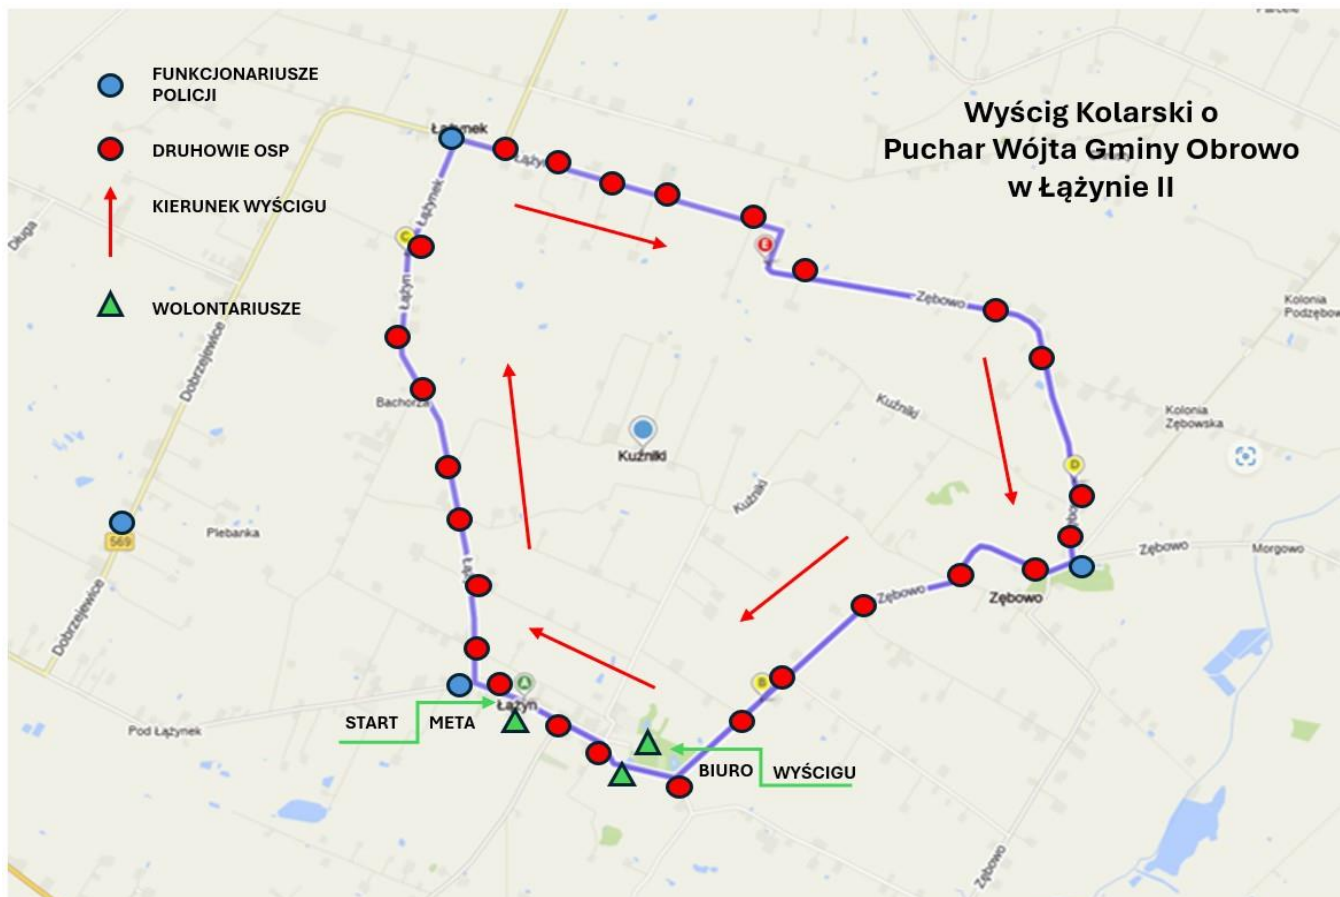 FUNKCJONARIUSZE
POLICJI
DRUHOWIE OSP
KIERUNEK WYŚCIGU
WOLONTARIUSZE
Wyścig Kolarski o
Puchar Wójta Gminy Obrowo
w Łążynie II
Długa
Łążynek
C
Łążyn
Bachorza
Dobrzejewice
E
Zębowo
Kolonia
Kuźniki
Kolonia
Zębowska
Kuźniki
Kuźniki
D
569
Plebanka
Zębowo
Morgowo
Zębowo
Zębowo
Dobrzejewice
A
B
Łążyn
START META
Pod Łążynek
BIURO WYŚCIGU
Zębowo